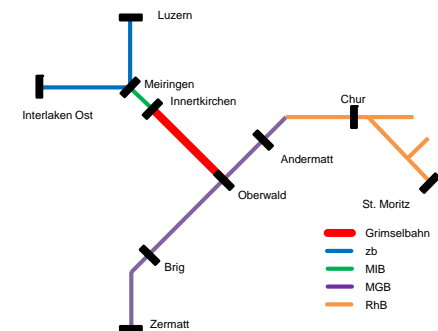 Luzern
Meiringen
Innertkirchen
Interlaken Ost
Chur
Andermatt
Oberwald
St. Moritz
Brig
Zermatt
Grimselbahn
zb
MIB
MGB
RhB